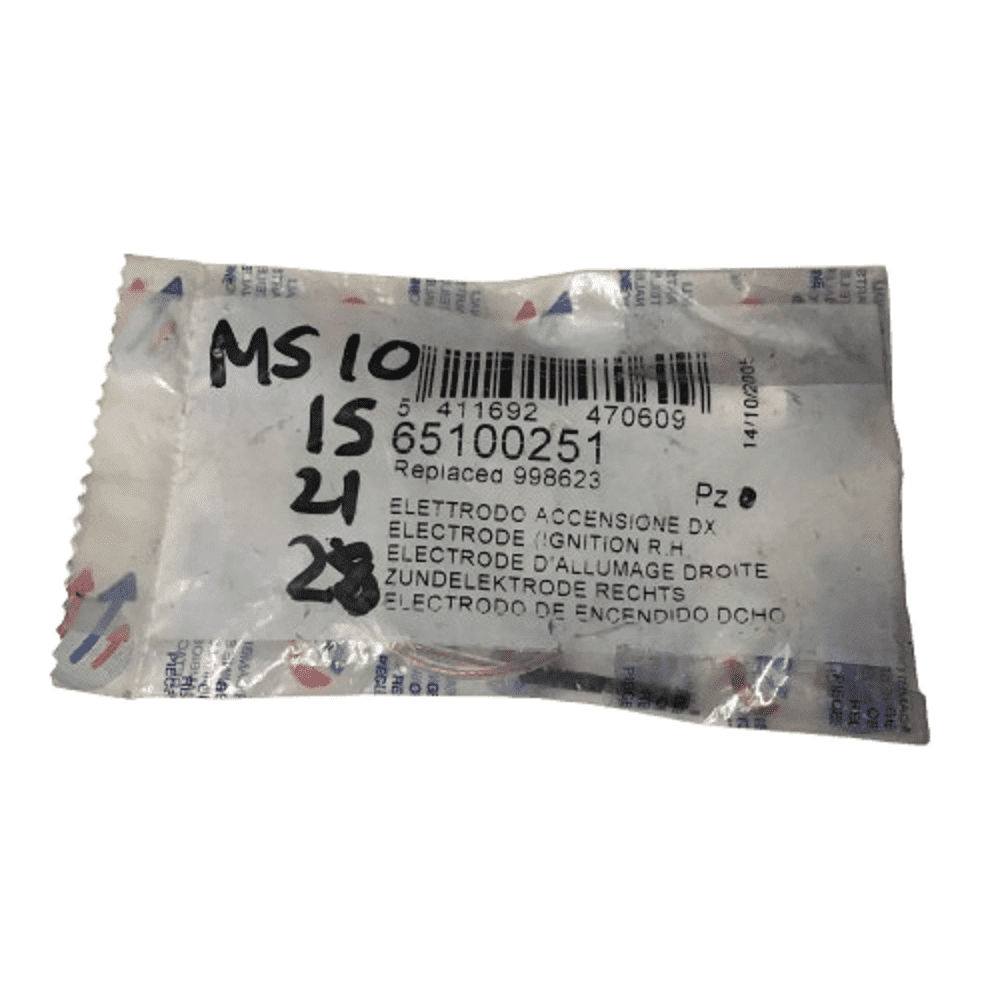 MS 10
15
21
28
5 411692 470609
65100251
Replaced 998623
14/10/2005
Pz
ELETTRODO ACCENSIONE DX
ELECTRODE (IGNITION R.H.
ELECTRODE D'ALLUMAGE DROITE
ZUNDELEKTRODE RECHTS
ELECTRODO DE ENCENDIDO DCHO